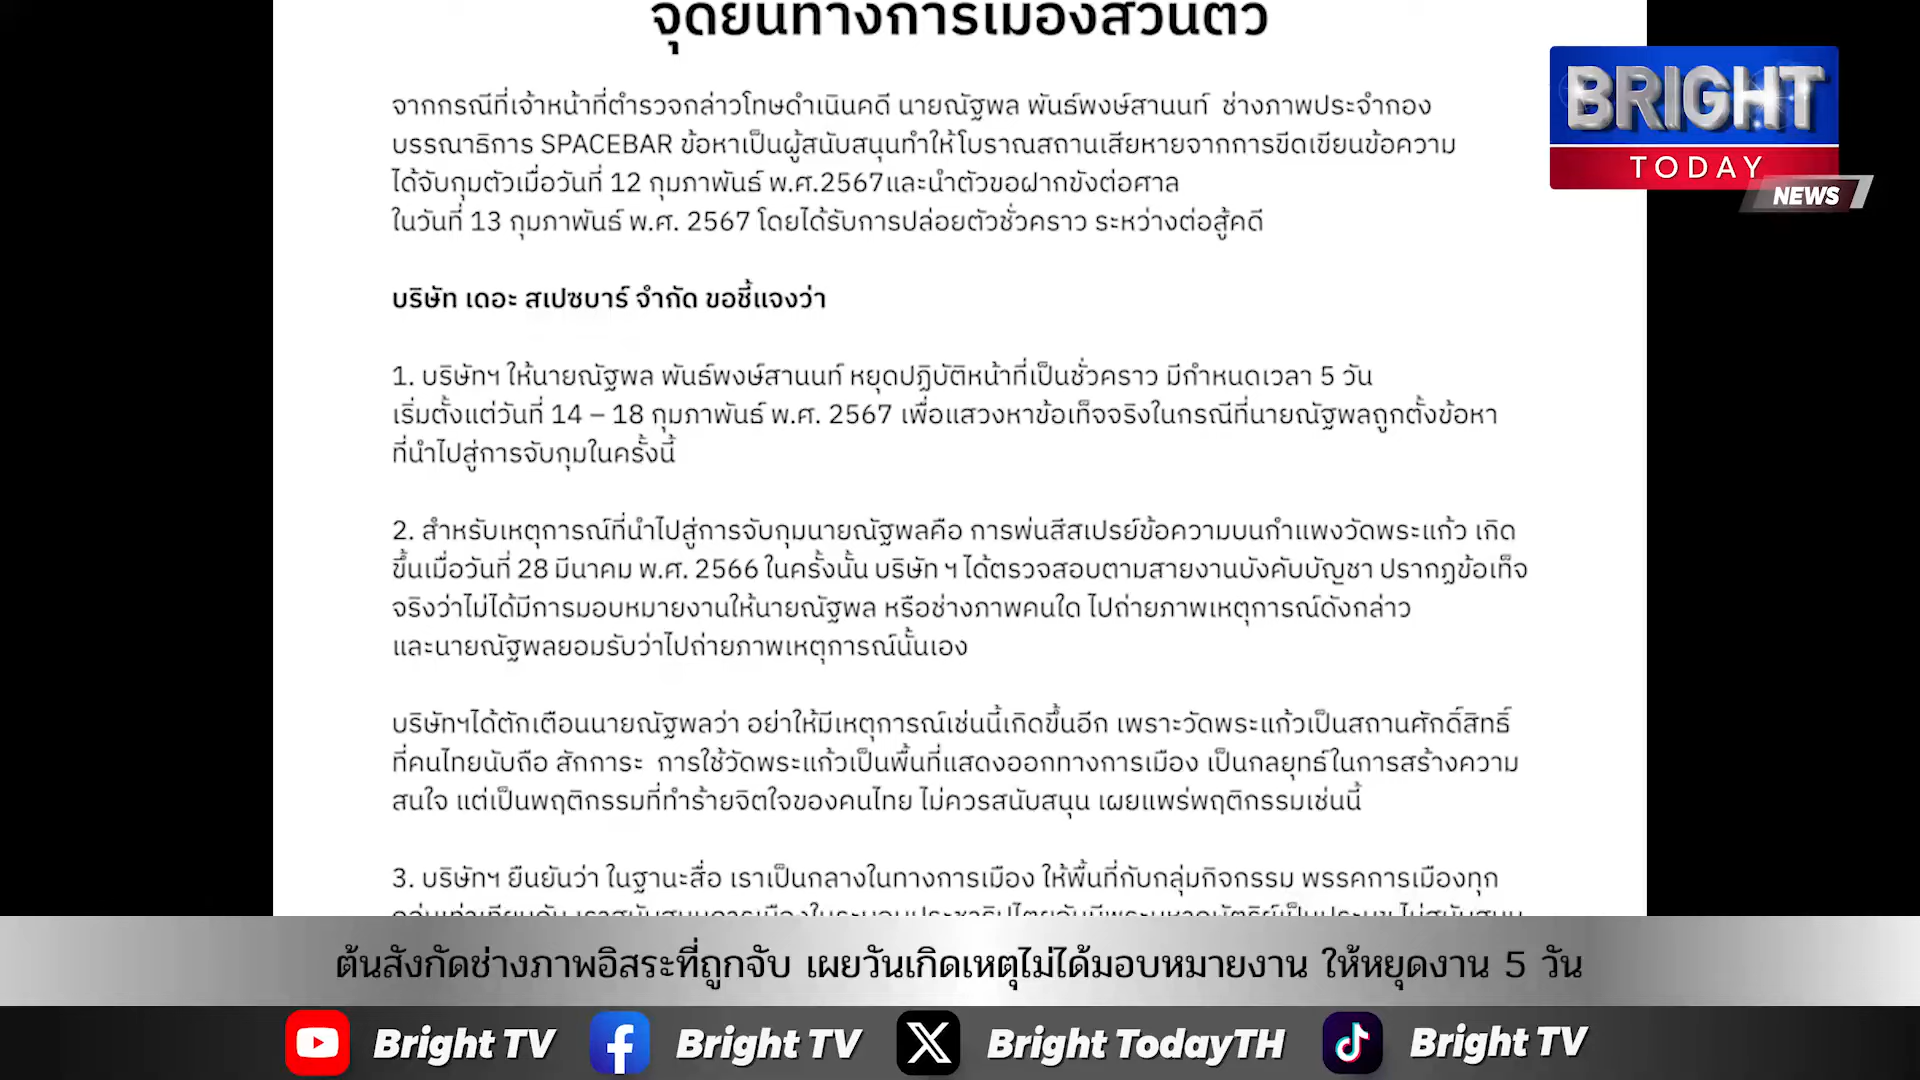 จุดยืนทางการเมืองส่วนตัว
จากกรณีที่เจ้าหน้าที่ตำรวจกล่าวโทษดำเนินคดี นายณัฐพล พันธ์พงษ์สานนท์ ช่างภาพประจำกอง
บรรณาธิการ SPACEBAR ข้อหาเป็นผู้สนับสนุนทำให้โบราณสถานเสียหายจากการขีดเขียนข้อความ
ได้จับกุมตัวเมื่อวันที่ 12 กุมภาพันธ์ พ.ศ.2567และนำตัวขอฝากขังต่อศาล
ในวันที่ 13 กุมภาพันธ์ พ.ศ. 2567 โดยได้รับการปล่อยตัวชั่วคราว ระหว่างต่อสู้คดี
บริษัท เดอะ สเปซบาร์ จำกัด ขอชี้แจงว่า
1. บริษัทฯ ให้นายณัฐพล พันธ์พงษ์สานนท์ หยุดปฏิบัติหน้าที่เป็นชั่วคราว มีกำหนดเวลา 5 วัน
เริ่มตั้งแต่วันที่ 14 – 18 กุมภาพันธ์ พ.ศ. 2567 เพื่อแสวงหาข้อเท็จจริงในกรณีที่นายณัฐพลถูกตั้งข้อหา
ที่นำไปสู่การจับกุมในครั้งนี้
2. สำหรับเหตุการณ์ที่นำไปสู่การจับกุมนายณัฐพลคือ การพ่นสีสเปรย์ข้อความบนกำแพงวัดพระแก้ว เกิด
ขึ้นเมื่อวันที่ 28 มีนาคม พ.ศ. 2566 ในครั้งนั้น บริษัท ฯ ได้ตรวจสอบตามสายงานบังคับบัญชา ปรากฏข้อเท็จ
จริงว่าไม่ได้มีการมอบหมายงานให้นายณัฐพล หรือช่างภาพคนใด ไปถ่ายภาพเหตุการณ์ดังกล่าว
และนายณัฐพลยอมรับว่าไปถ่ายภาพเหตุการณ์นั้นเอง
บริษัทฯได้ตักเตือนนายณัฐพลว่า อย่าให้มีเหตุการณ์เช่นนี้เกิดขึ้นอีก เพราะวัดพระแก้วเป็นสถานศักดิ์สิทธิ์
ที่คนไทยนับถือ สักการะ การใช้วัดพระแก้วเป็นพื้นที่แสดงออกทางการเมือง เป็นกลยุทธ์ในการสร้างความ
สนใจ แต่เป็นพฤติกรรมที่ทำร้ายจิตใจของคนไทย ไม่ควรสนับสนุน เผยแพร่พฤติกรรมเช่นนี้
3. บริษัทฯ ยืนยันว่า ในฐานะสื่อ เราเป็นกลางในทางการเมือง ให้พื้นที่กับกลุ่มกิจกรรม พรรคการเมืองทุก
BRIGHT
TODAY
NEWS
ต้นสังกัดช่างภาพอิสระที่ถูกจับ เผยวันเกิดเหตุไม่ได้มอบหมายงาน ให้หยุดงาน 5 วัน
Bright TV Bright TV Bright TodayTH Bright TV